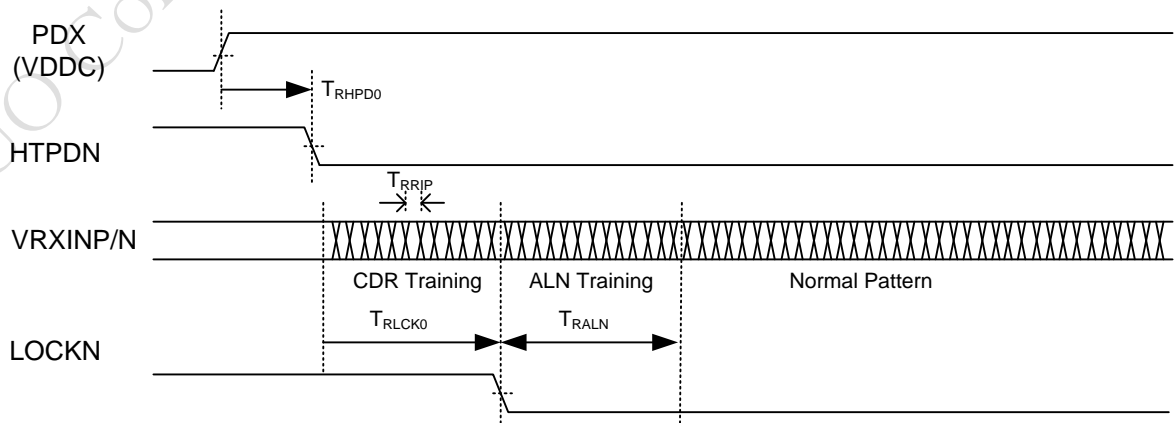 PDX
(VDDC)
TRHPD0
HTPDN
TRRIP
VRXINP/N
CDR Training
ALN Training
Normal Pattern
TRLCK0
TRALN
LOCKN